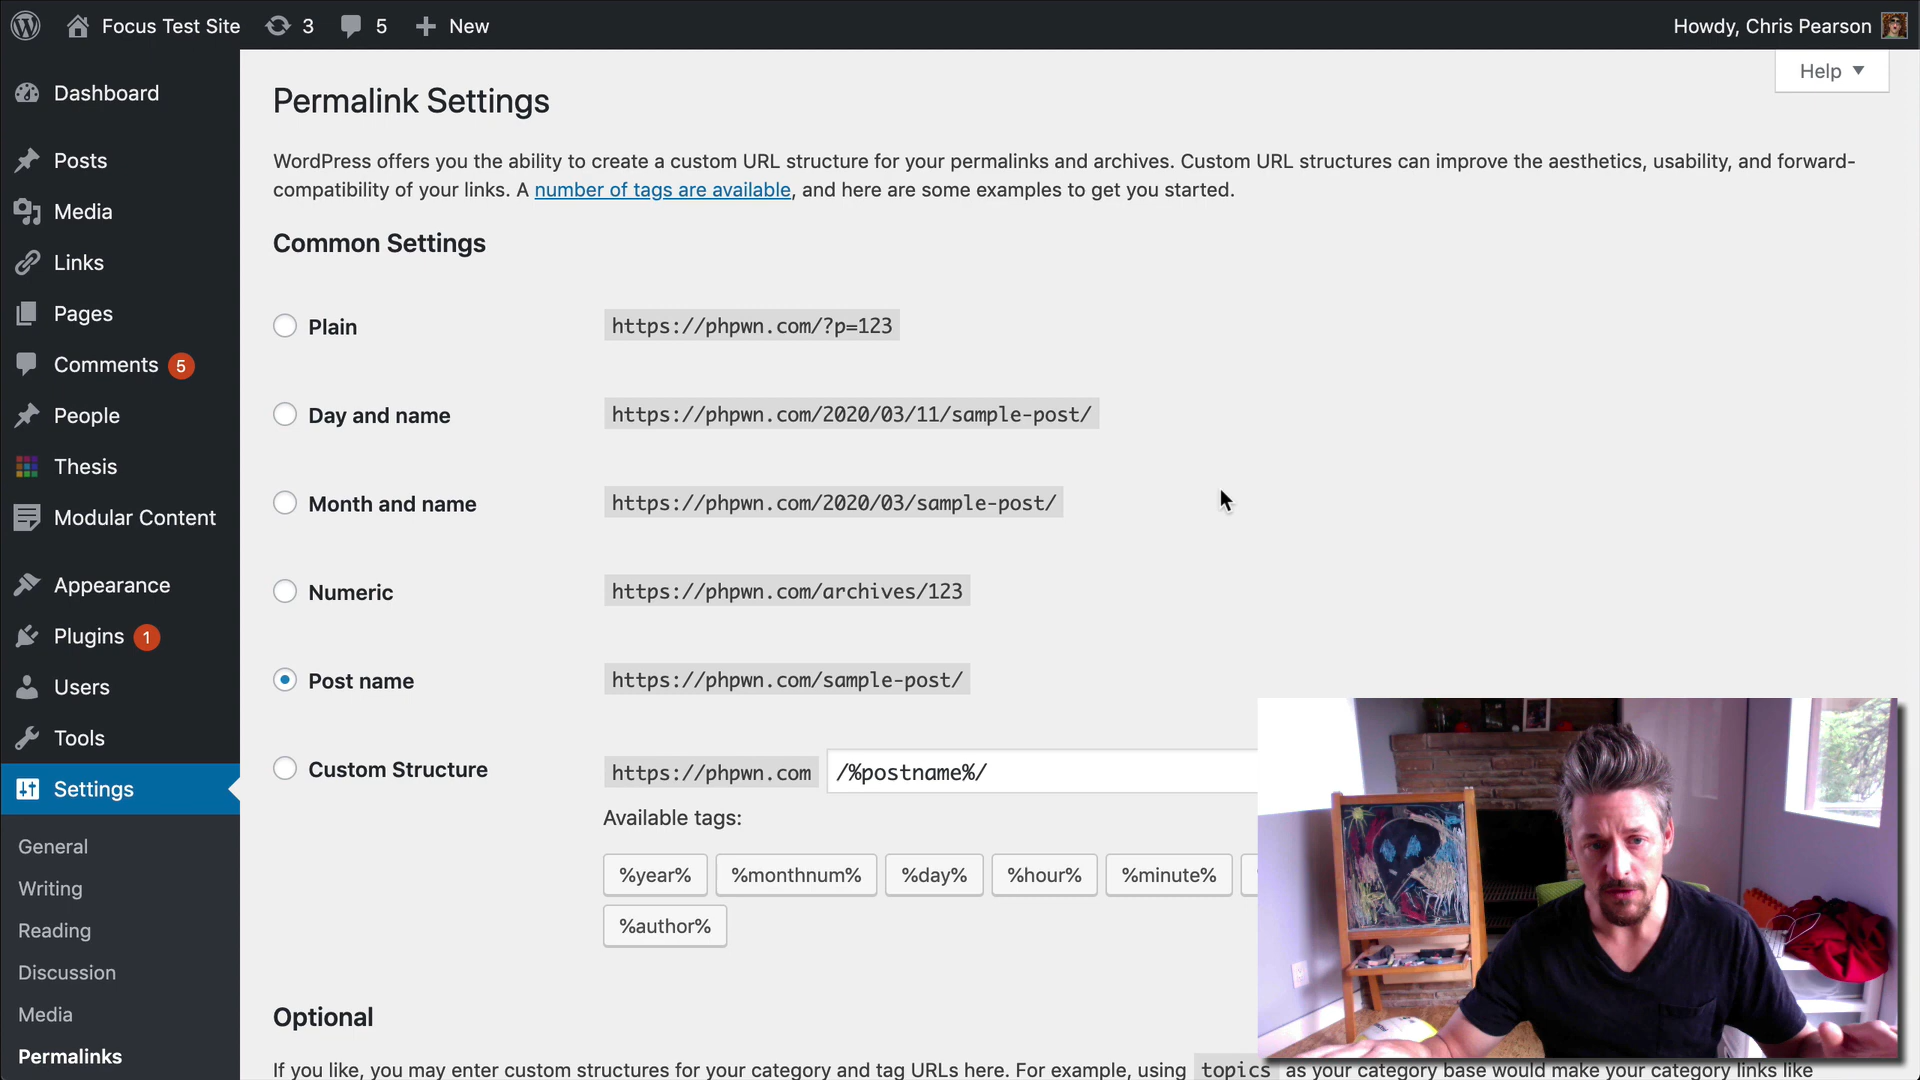 Focus Test Site 3 5 New Howdy, Chris Pearson
Help
Dashboard
Posts
Media
Links
Pages
Comments 5
People
Thesis
Modular Content
Appearance
Plugins 1
Users
Tools
Settings
General
Writing
Reading
Discussion
Media
Permalinks
Permalink Settings
WordPress offers you the ability to create a custom URL structure for your permalinks and archives. Custom URL structures can improve the aesthetics, usability, and forward-
compatibility of your links. A number of tags are available, and here are some examples to get you started.
Common Settings
Plain https://phpwn.com/?p=123
Day and name https://phpwn.com/2020/03/11/sample-post/
Month and name https://phpwn.com/2020/03/sample-post/
Numeric https://phpwn.com/archives/123
Post name https://phpwn.com/sample-post/
Custom Structure https://phpwn.com /%postname%/
Available tags:
%year% %monthnum% %day% %hour% %minute%
%author%
Optional
If you like, you may enter custom structures for your category and tag URLs here. For example, using topics as your category base would make your category links like